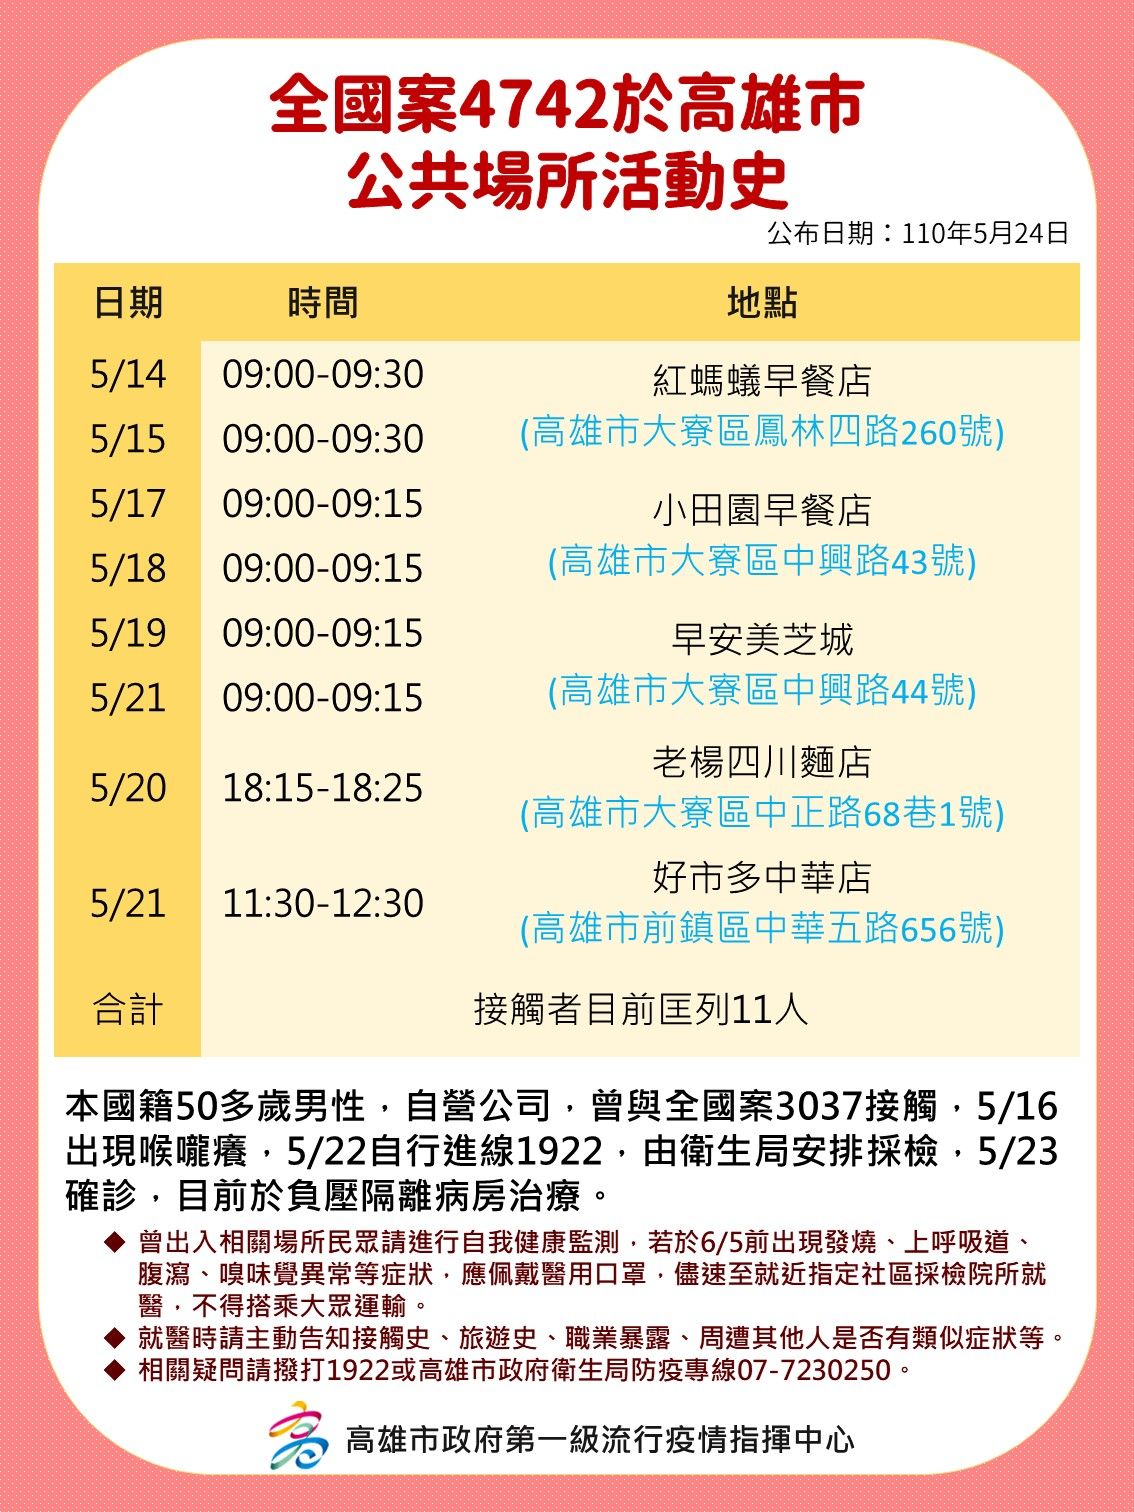 全國案4742於高雄市
公共場所活動史
公布日期：110年5月24日
日期 時間 地點
5/14 09:00-09:30 紅螞蟻早餐店
5/15 09:00-09:30 (高雄市大寮區鳳林四路260號)
5/17 09:00-09:15 小田園早餐店
5/18 09:00-09:15 (高雄市大寮區中興路43號)
5/19 09:00-09:15 早安美芝城
5/21 09:00-09:15 (高雄市大寮區中興路44號)
老楊四川麵店
5/20 18:15-18:25
(高雄市大寮區中正路68巷1號)
好市多中華店
5/21 11:30-12:30
(高雄市前鎮區中華五路656號)
合計 接觸者目前匡列11人
本國籍50多歲男性，自營公司，曾與全國案3037接觸，5/16
出現喉嚨癢，5/22自行進線1922，由衛生局安排採檢，5/23
確診，目前於負壓隔離病房治療。
◆ 曾出入相關場所民眾請進行自我健康監測，若於6/5前出現發燒、上呼吸道、
腹瀉、嗅味覺異常等症狀，應佩戴醫用口罩，儘速至就近指定社區採檢院所就
醫，不得搭乘大眾運輸。
◆ 就醫時請主動告知接觸史、旅遊史、職業暴露、周遭其他人是否有類似症狀等。
◆ 相關疑問請撥打1922或高雄市政府衛生局防疫專線07-7230250。
高雄市政府第一級流行疫情指揮中心